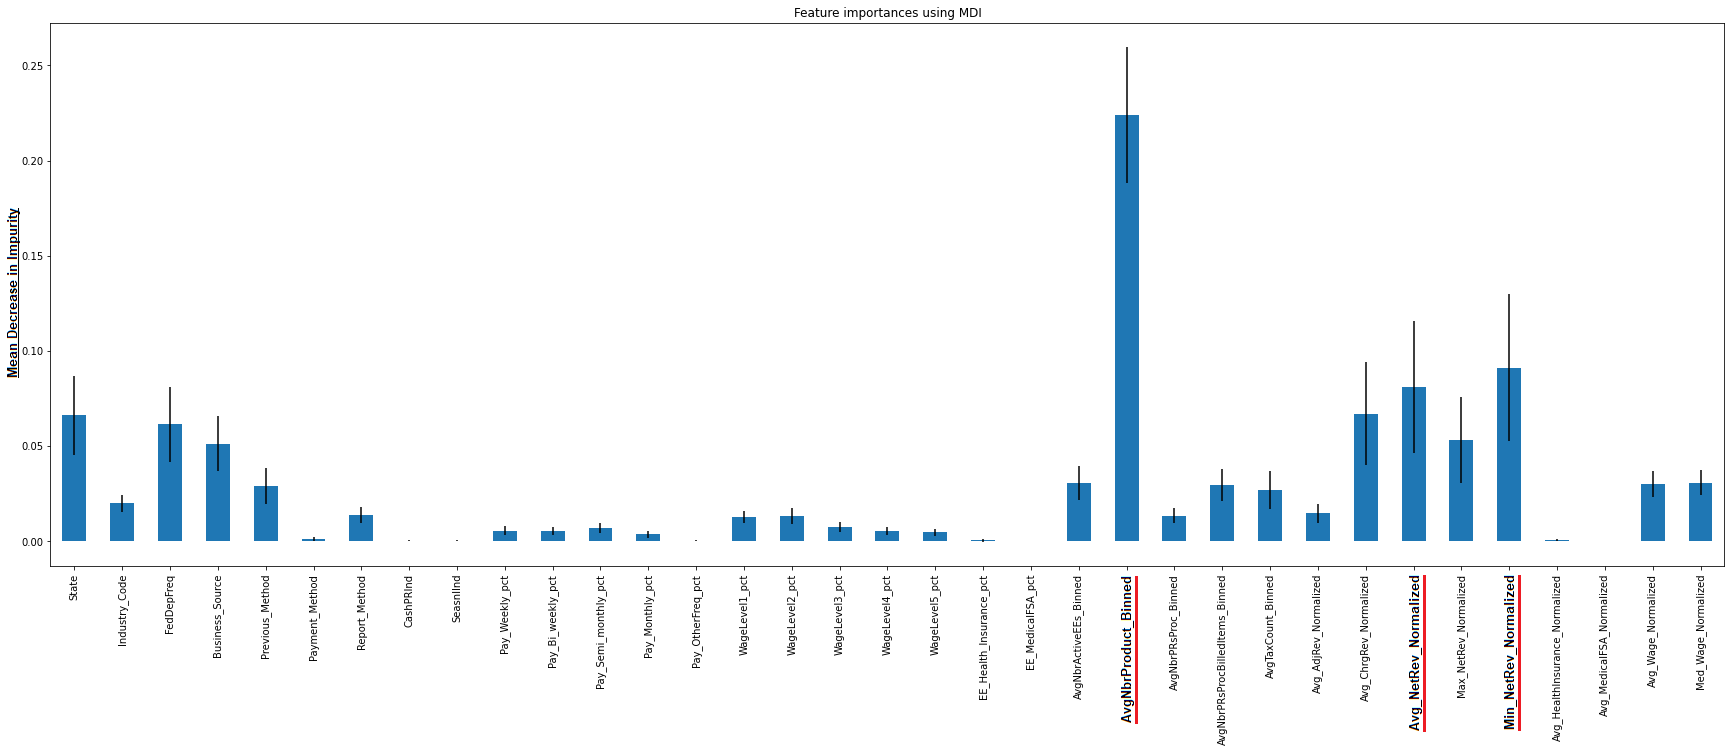 Feature importances using MDI
Mean Decrease in Impurity
0.25
0.20
0.15
0.10
0.05
0.00
State
Industry_Code
FedDepFreq
Business_Source
Previous_Method
Payment_Method
Report_Method
CashPRInd
SeasnlInd
Pay_Weekly_pct
Pay_Bi_weekly_pct
Pay_Semi_monthly_pct
Pay_Monthly_pct
Pay_OtherFreq_pct
WageLevel1_pct
WageLevel2_pct
WageLevel3_pct
WageLevel4_pct
WageLevel5_pct
EE_Health_Insurance_pct
EE_MedicalFSA_pct
AvgNbrActiveEEs_Binned
AvgNbrProduct_Binned
AvgNbrPRsProc_Binned
AvgNbrPRsProcBilledItems_Binned
AvgTaxCount_Binned
Avg_AdjRev_Normalized
Avg_ChrgRev_Normalized
Avg_NetRev_Normalized
Max_NetRev_Normalized
Min_NetRev_Normalized
Avg_HealthInsurance_Normalized
Avg_MedicalFSA_Normalized
Avg_Wage_Normalized
Med_Wage_Normalized